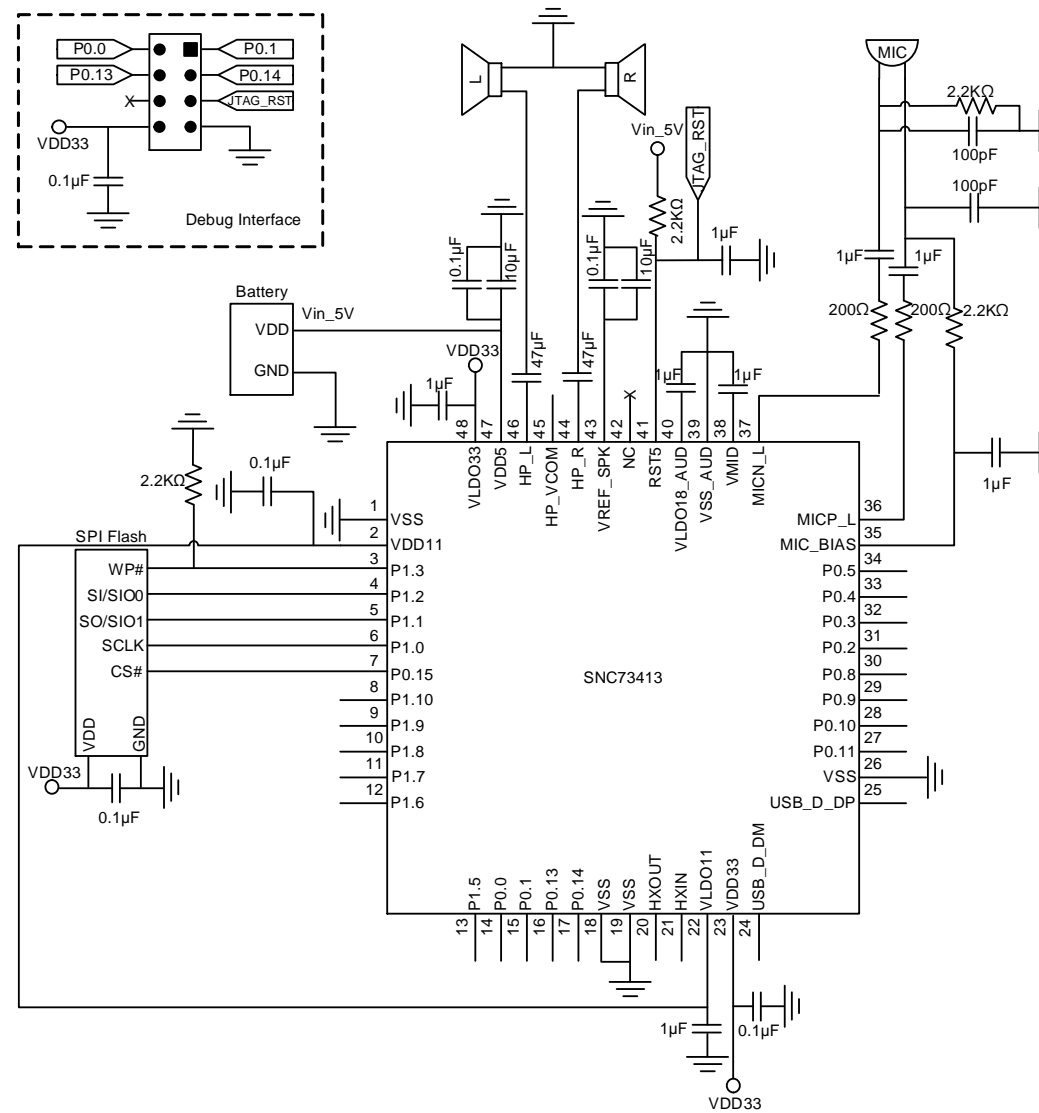 P0.0
P0.1
P0.13
P0.14
JTAG_RST
VDD33
0.1µF
Debug Interface
L
R
MIC
2.2KΩ
100pF
100pF
Vin_5V
JTAG_RST
2.2KΩ
1µF
0.1µF
10µF
0.1µF
10µF
1µF
1µF
200Ω
200Ω
2.2KΩ
Battery
VDD
GND
Vin_5V
VDD33
1µF
47µF
47µF
1µF
1µF
1µF
48
47
46
45
44
43
42
41
40
39
38
37
VLDO33
VDD5
HP_L
HP_VCOM
HP_R
VREF_SPK
NC
RST5
VLDO18_AUD
VSS_AUD
VMID
MICN_L
2.2KΩ
0.1µF
SPI Flash
WP#
SI/SIO0
SO/SIO1
SCLK
CS#
VDD
GND
VDD33
0.1µF
1 VSS
2 VDD11
3 P1.3
4 P1.2
5 P1.1
6 P1.0
7 P0.15
8 P1.10
9 P1.9
10 P1.8
11 P1.7
12 P1.6
SNC73413
MICP_L 36
MIC_BIAS 35
P0.5 34
P0.4 33
P0.3 32
P0.2 31
P0.8 30
P0.9 29
P0.10 28
P0.11 27
VSS 26
USB_D_DP 25
P1.5
P0.0
P0.1
P0.13
P0.14
VSS
VSS
HXOUT
HXIN
VLDO11
VDD33
USB_D_DM
13
14
15
16
17
18
19
20
21
22
23
24
1µF
0.1µF
VDD33